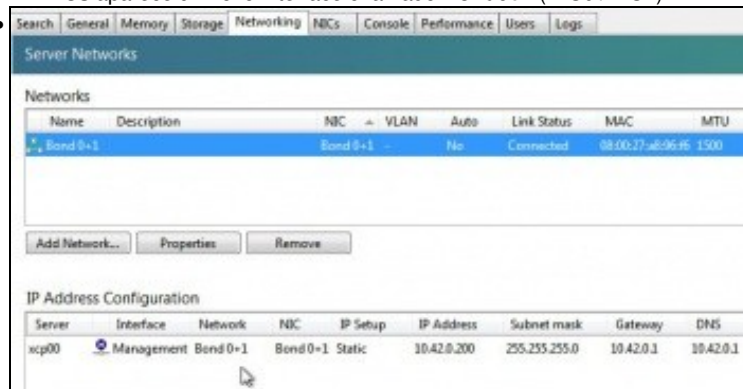 Search General Memory Storage Networking NICs Console Performance Users Logs
Server Networks
Networks
Name Description NIC VLAN Auto Link Status MAC MTU
Bond 0+1 Bond 0+1 - No Connected 08:00:27:a8:96:f6 1500
Add Network... Properties Remove
IP Address Configuration
Server Interface Network NIC IP Setup IP Address Subnet mask Gateway DNS
xcp00 Management Bond 0+1 Bond 0+1 Static 10.42.0.200 255.255.255.0 10.42.0.1 10.42.0.1